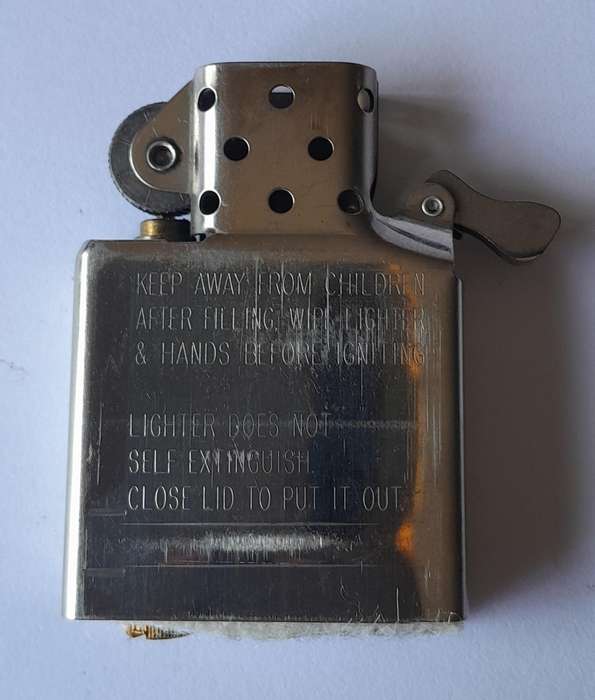 KEEP AWAY FROM CHILDREN
AFTER FILLING, WIPE LIGHTER
& HANDS BEFORE IGNITING
LIGHTER DOES NOT
SELF EXTINGUISH.
CLOSE LID TO PUT IT OUT.